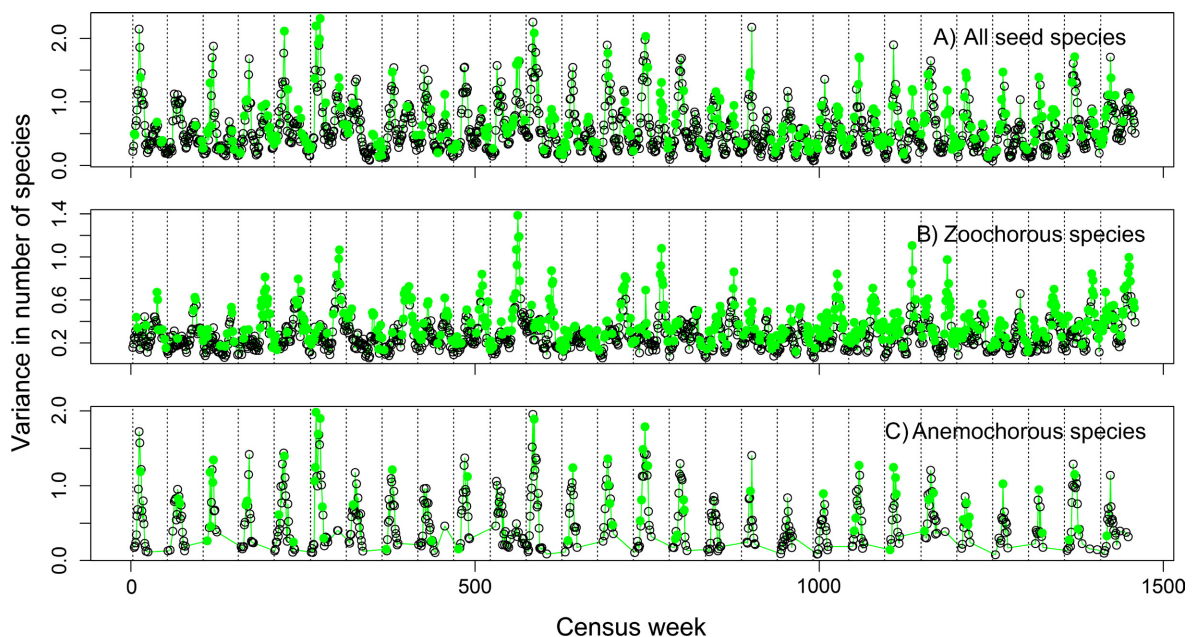 A) All seed species
2.0
1.0
0.0
B) Zoochorous species
1.4
1.0
0.6
0.2
C) Anemochorous species
2.0
1.0
0.0
Variance in number of species
0 500 1000 1500
Census week